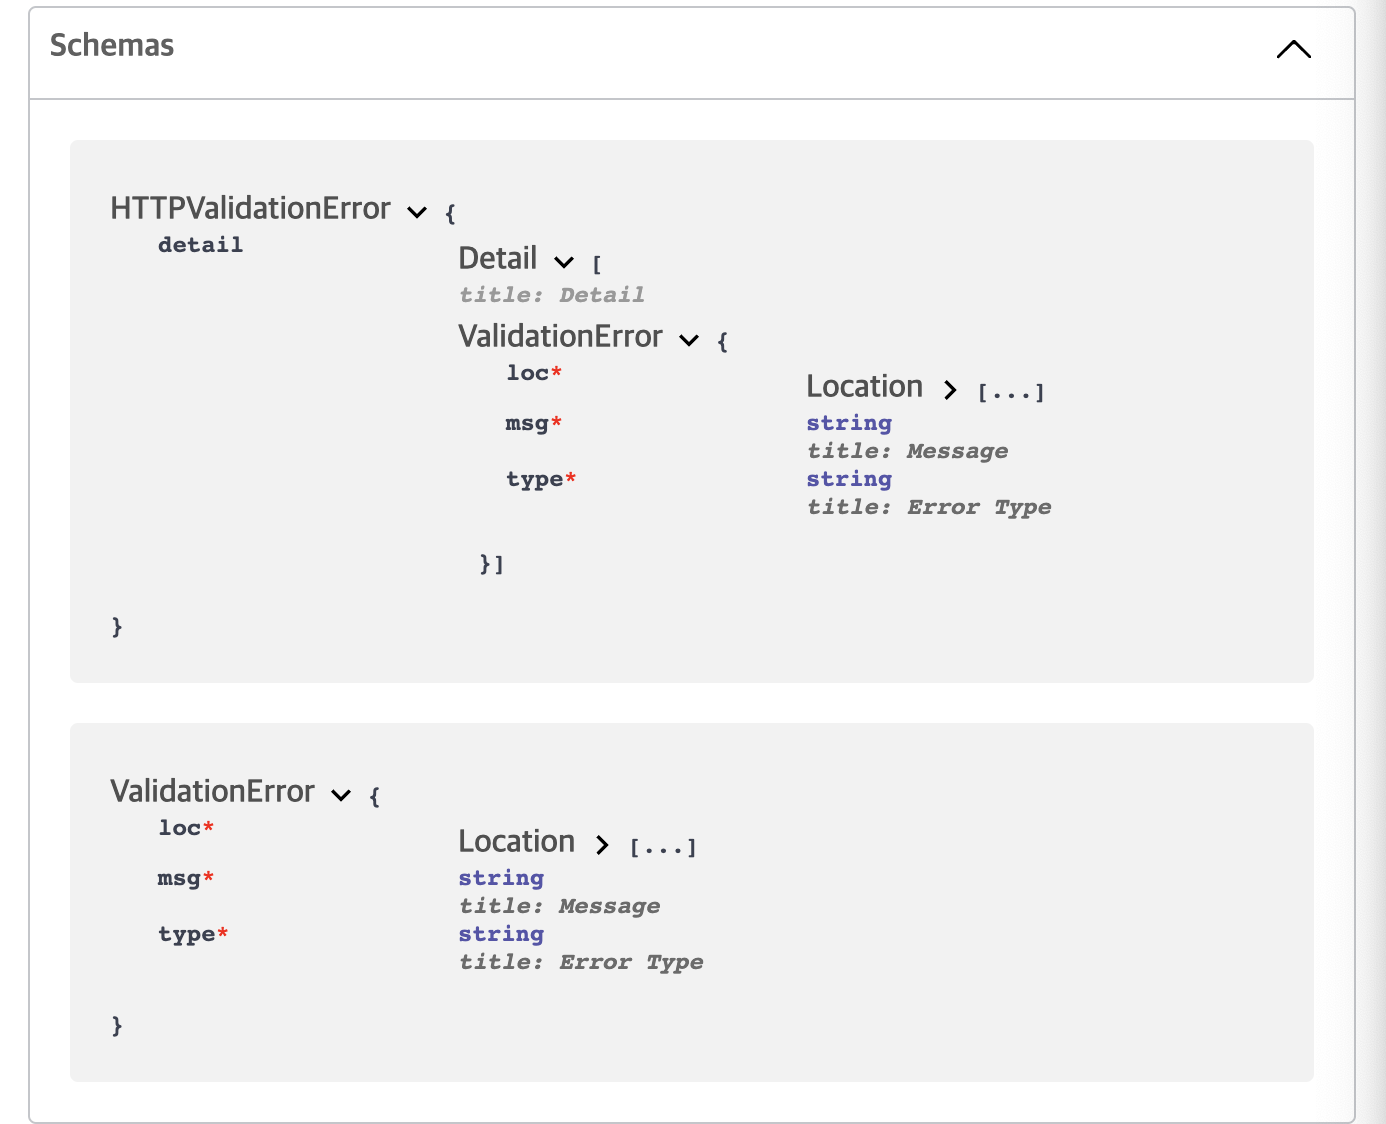 Schemas
HTTPValidationError {
detail
Detail [
title: Detail
ValidationError {
loc*
Location [...]
msg*
string
title: Message
type*
string
title: Error Type
}]
}
ValidationError {
loc*
Location [...]
msg*
string
title: Message
type*
string
title: Error Type
}